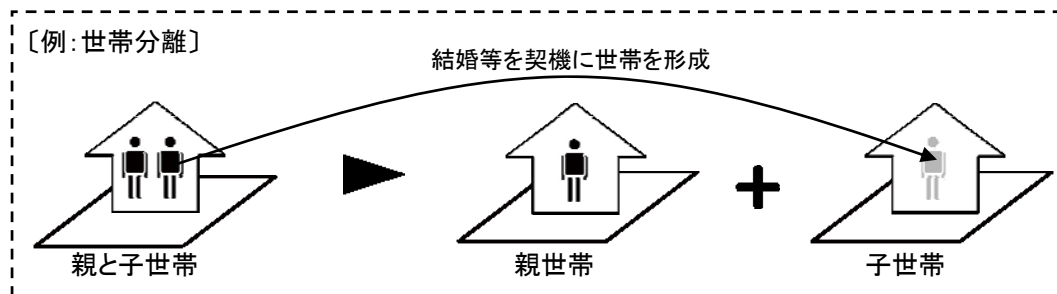 〔例：世帯分離〕
結婚等を契機に世帯を形成
親と子世帯
親世帯
子世帯